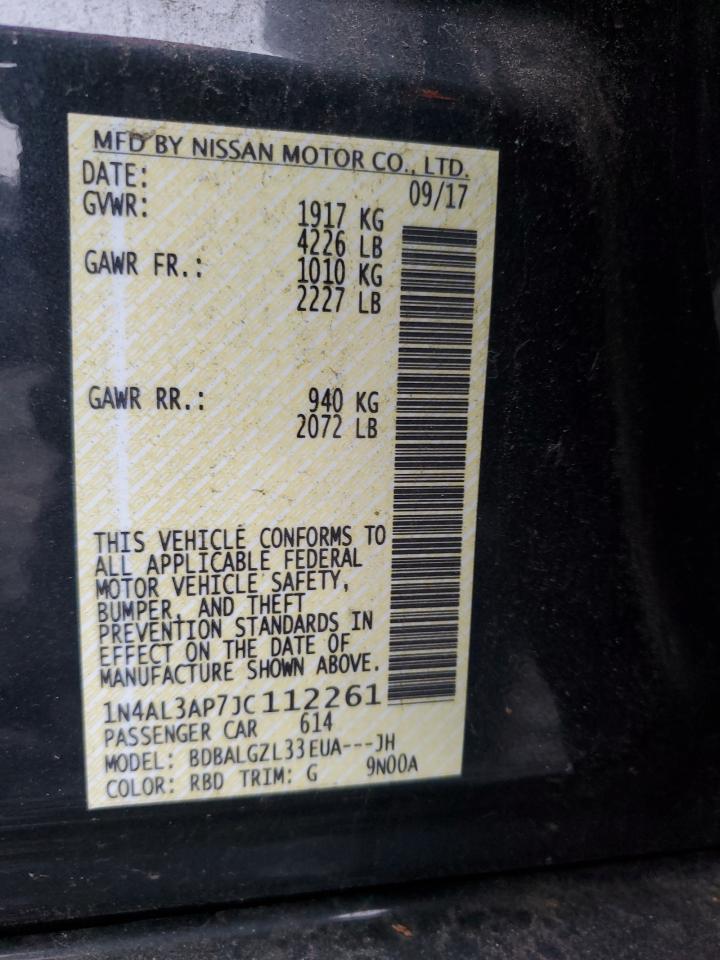 MFD BY NISSAN MOTOR CO., LTD.
DATE: 09/17
GVWR: 1917 KG
4226 LB
GAWR FR.: 1010 KG
2227 LB
GAWR RR.: 940 KG
2072 LB
THIS VEHICLE CONFORMS TO
ALL APPLICABLE FEDERAL
MOTOR VEHICLE SAFETY,
BUMPER, AND THEFT
PREVENTION STANDARDS IN
EFFECT ON THE DATE OF
MANUFACTURE SHOWN ABOVE.
1N4AL3AP7JC112261
PASSENGER CAR 614
MODEL: BDBALGZL33EUA---JH
COLOR: RBD TRIM: G 9N00A